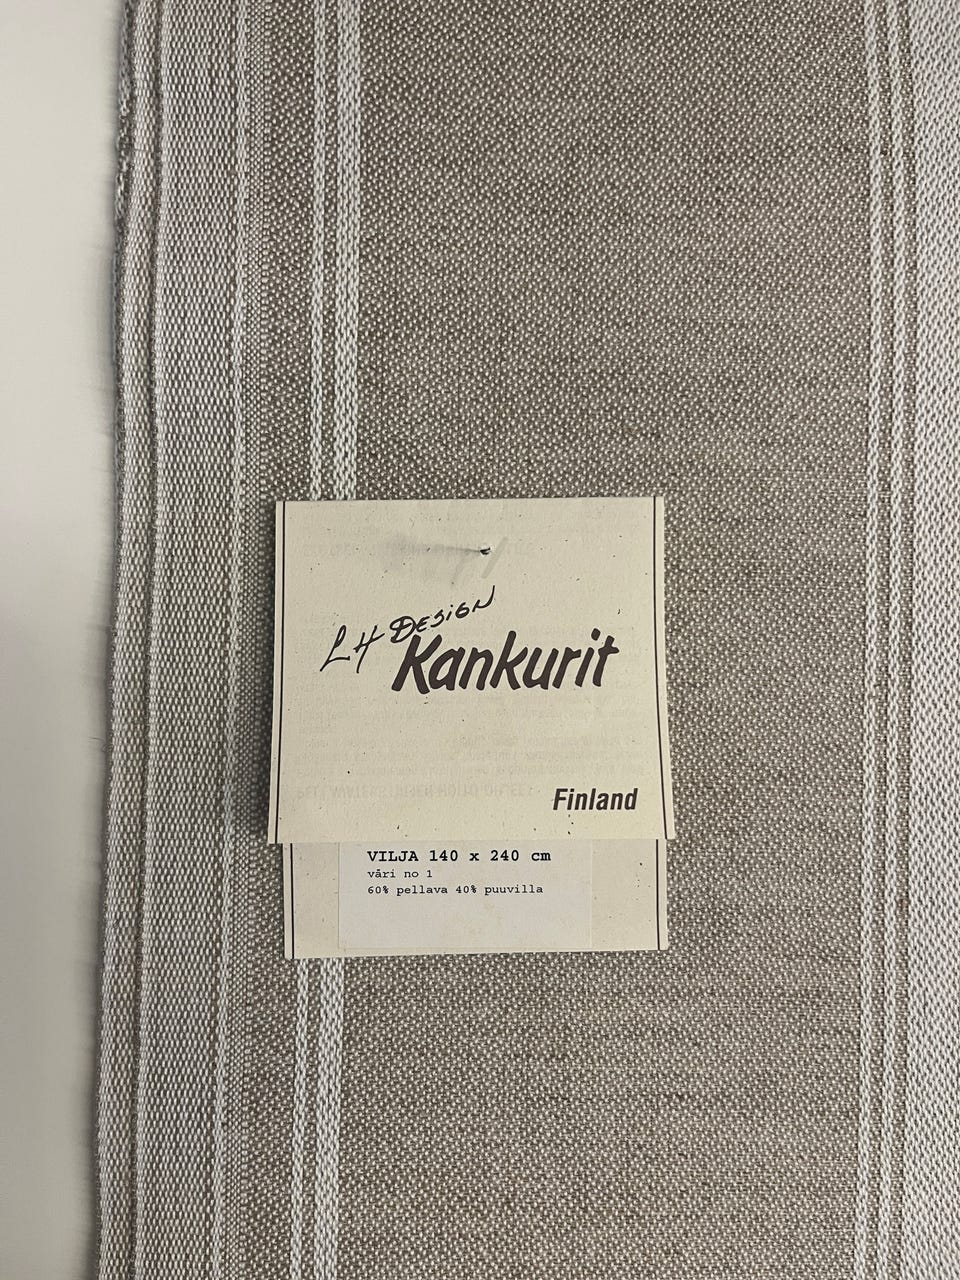 LH DESIGN
Kankurit
Finland
VILJA 140 x 240 cm
väri no 1
60% pellava 40% puuvilla